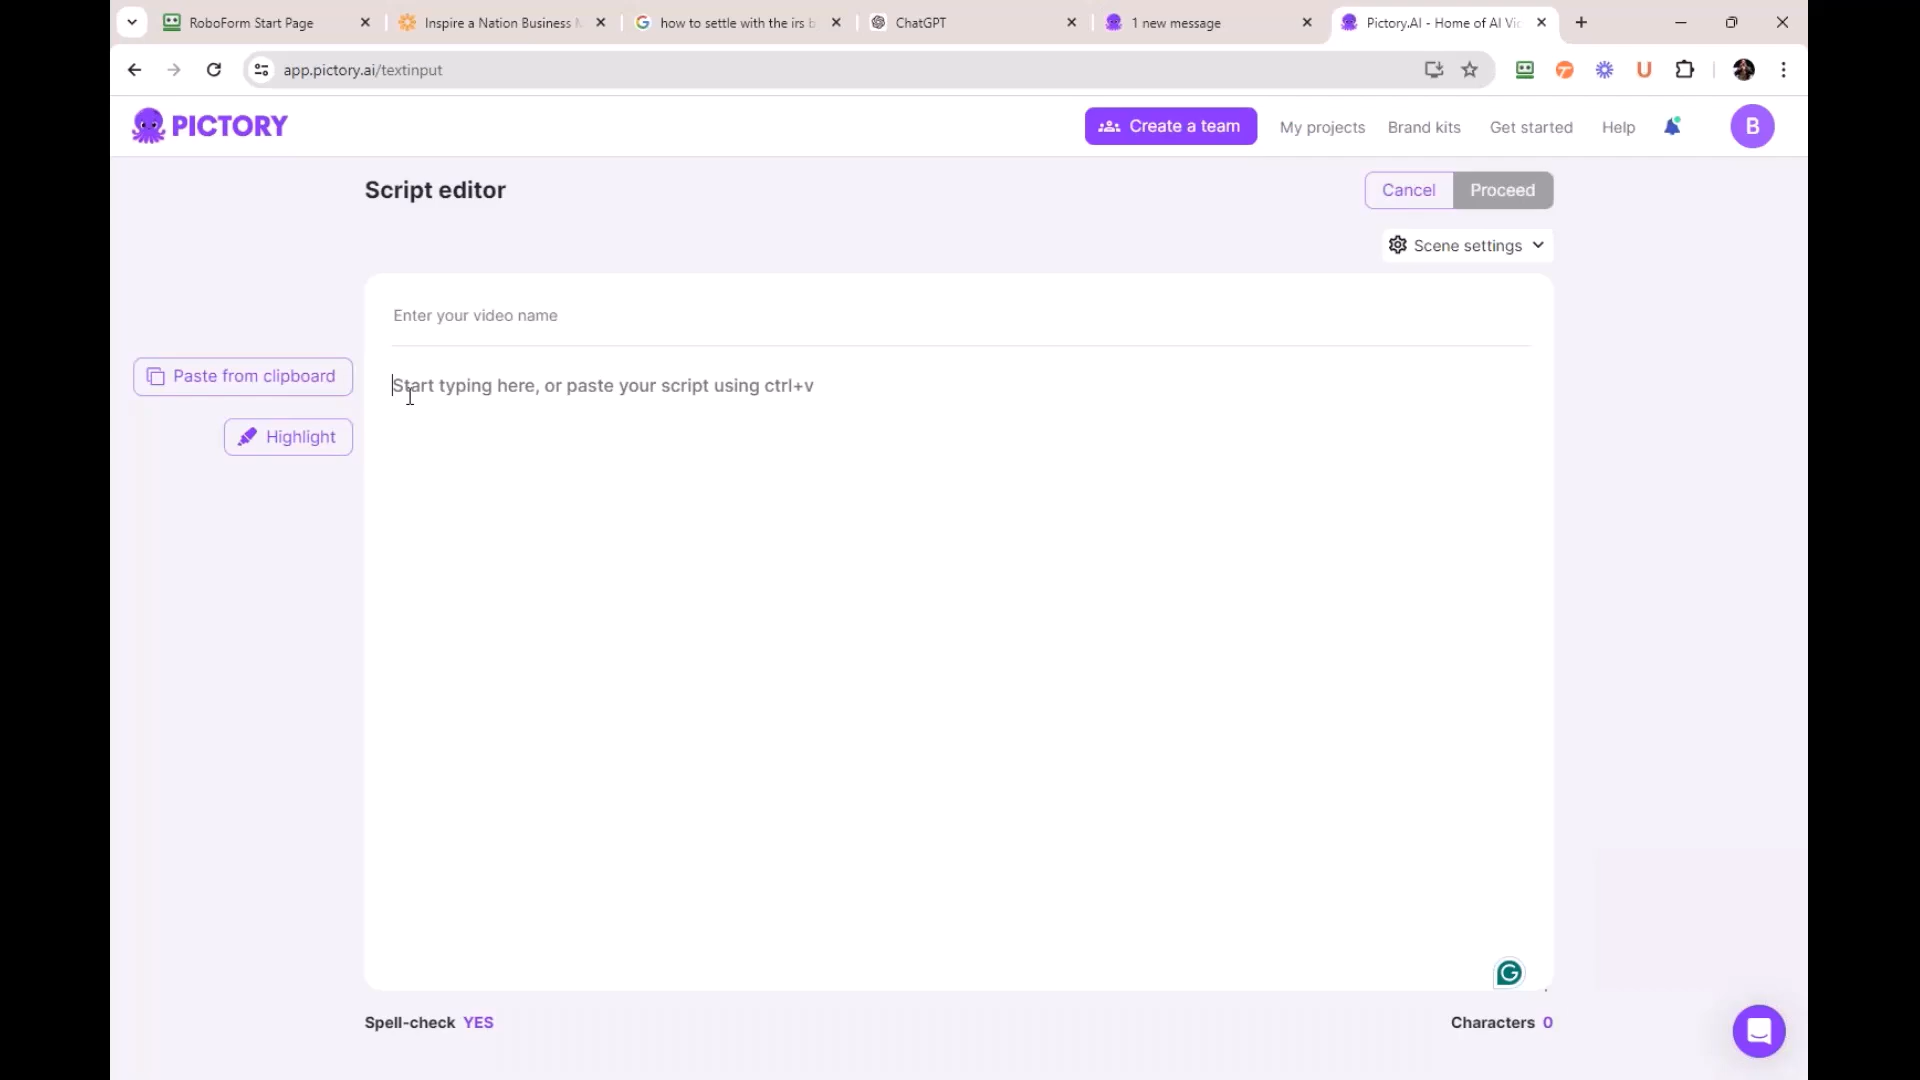 RoboForm Start Page
Inspire a Nation Business M
how to settle with the irs b
ChatGPT
1 new message
Pictory.AI - Home of AI Vic
app.pictory.ai/textinput
PICTORY
Create a team
My projects
Brand kits
Get started
Help
B
Script editor
Cancel
Proceed
Scene settings
Enter your video name
Paste from clipboard
Start typing here, or paste your script using ctrl+v
Highlight
Spell-check YES
Characters 0